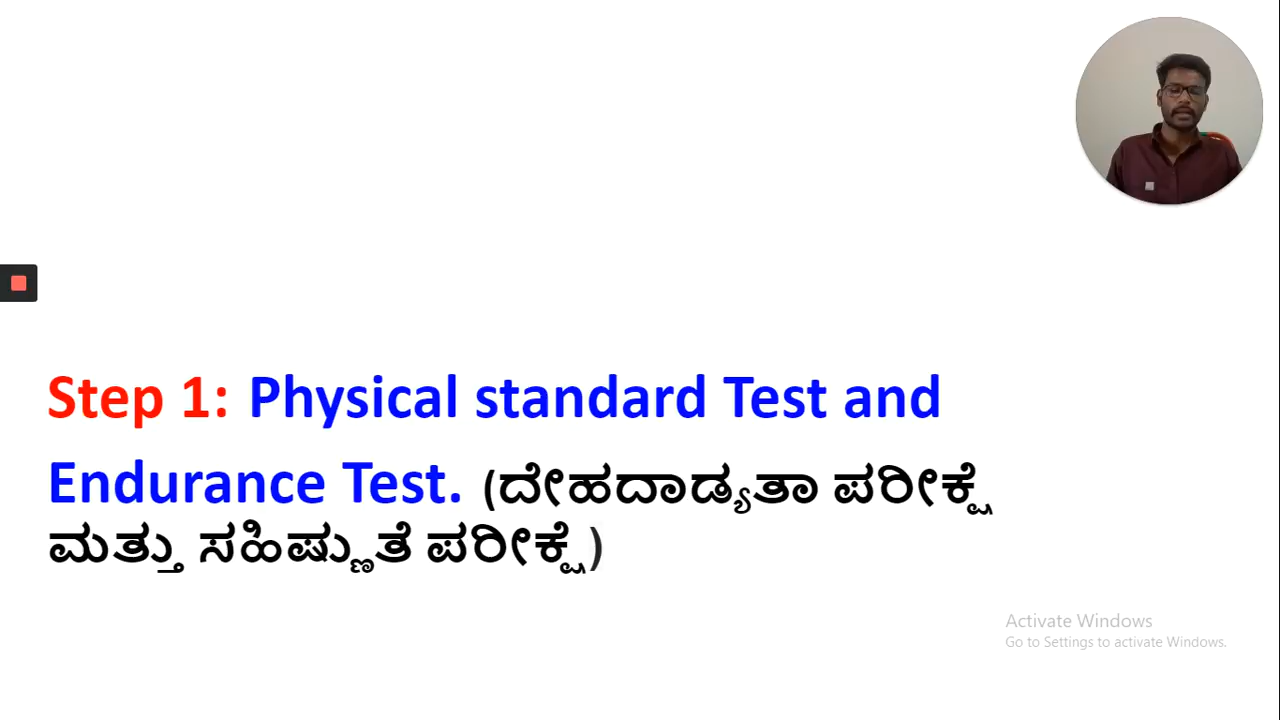 Step 1: Physical standard Test and
Endurance Test. (ದೇಹದಾಡ್ಯತಾ ಪರೀಕ್ಷೆ
ಮತ್ತು ಸಹಿಷ್ಣುತೆ ಪರೀಕ್ಷೆ)
Activate Windows
Go to Settings to activate Windows.